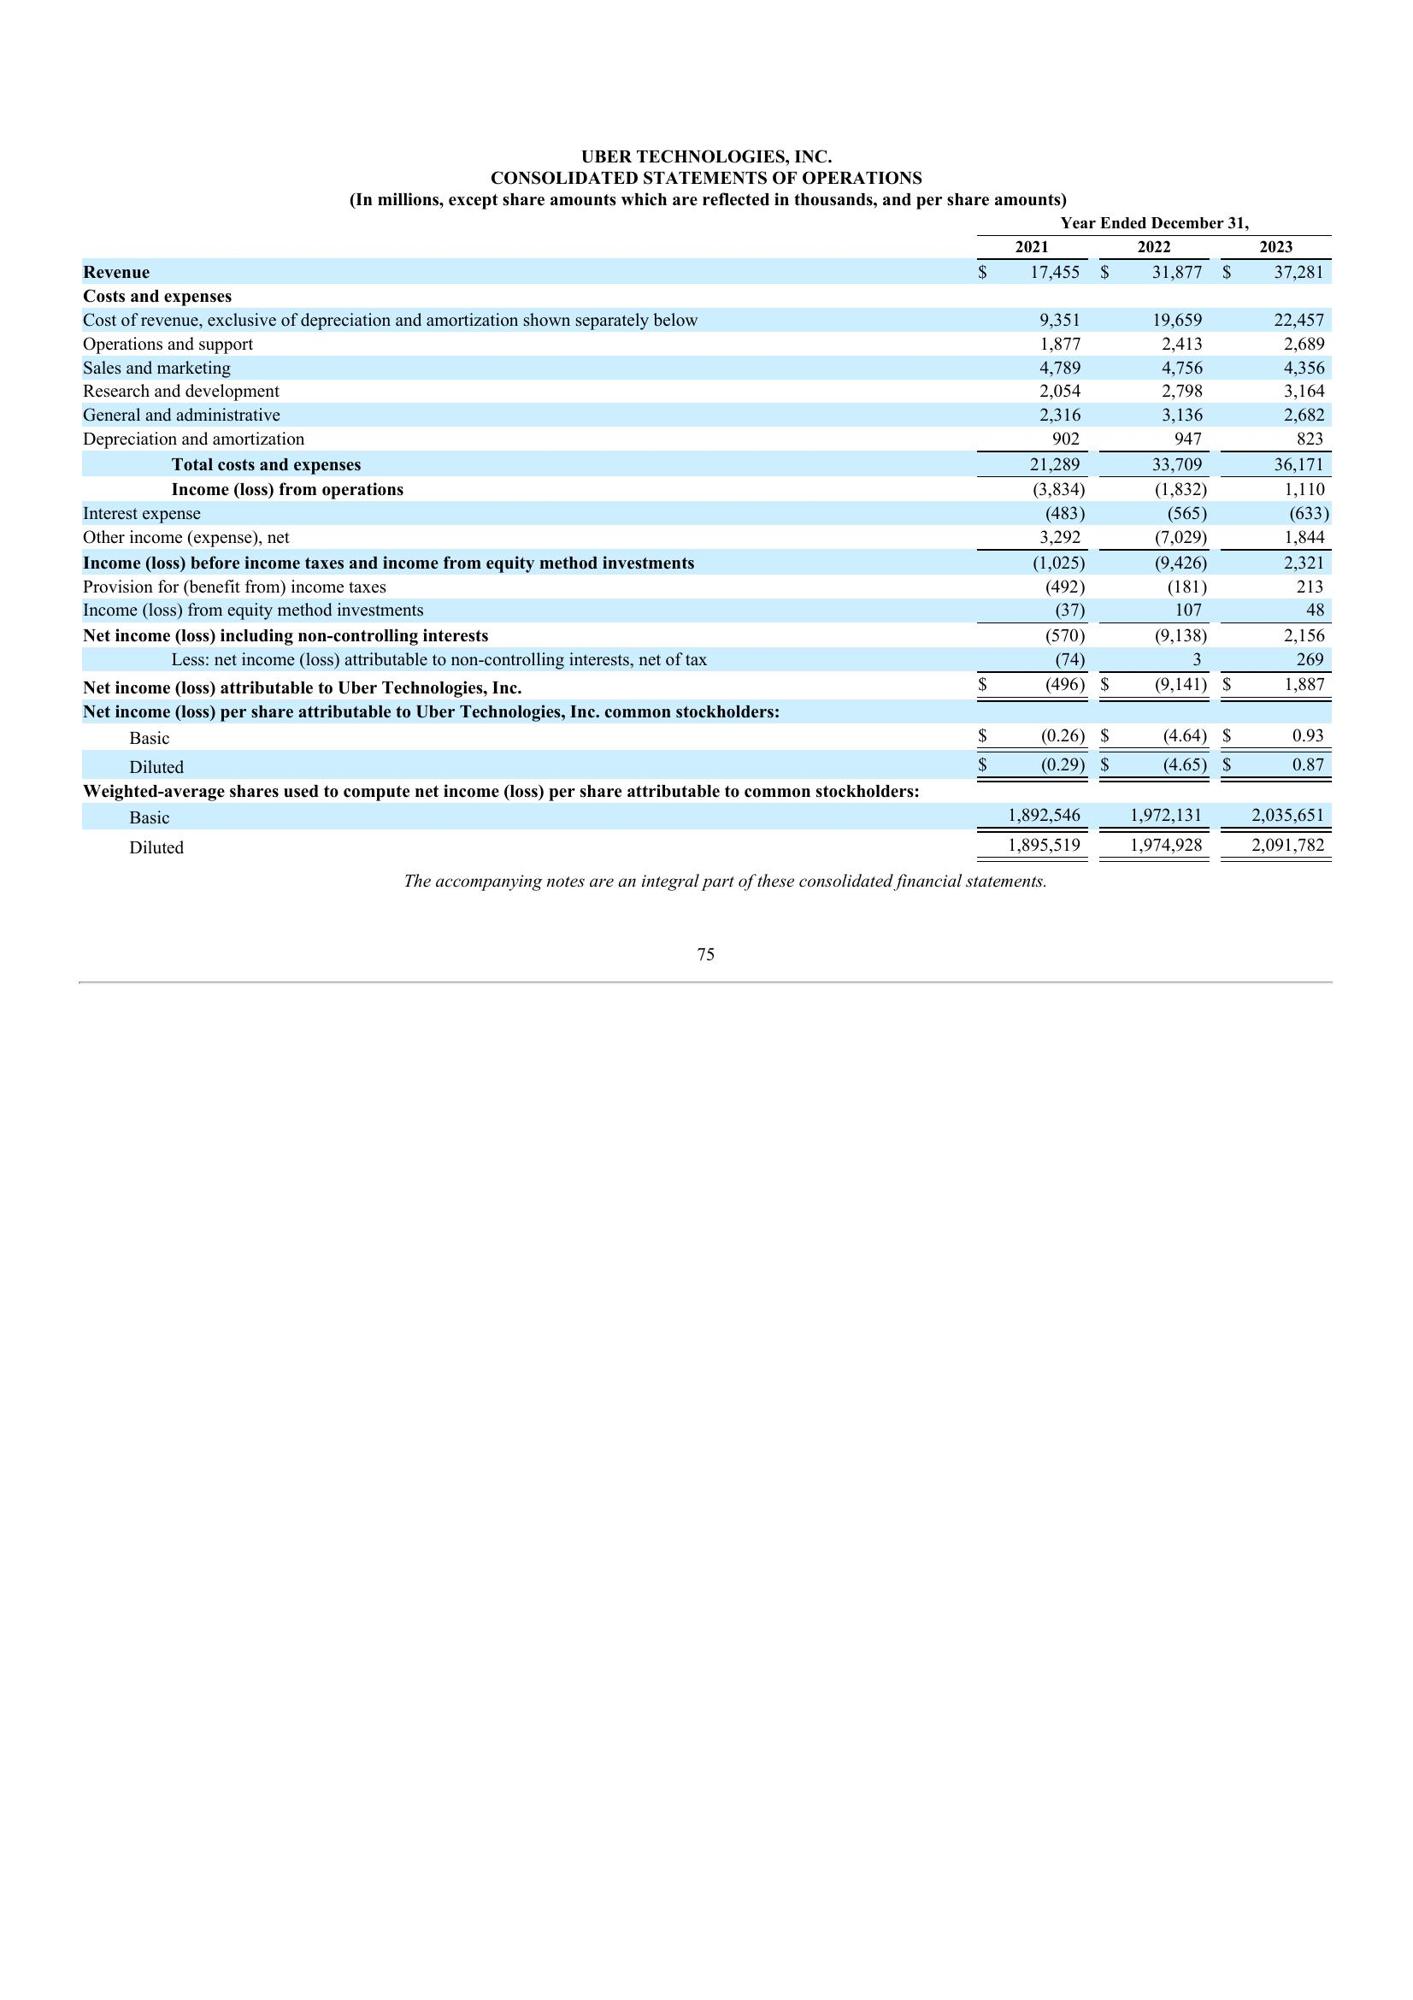 UBER TECHNOLOGIES, INC.
CONSOLIDATED STATEMENTS OF OPERATIONS
(In millions, except share amounts which are reflected in thousands, and per share amounts)
Year Ended December 31,
2021 2022 2023
Revenue $ 17,455 $ 31,877 $ 37,281
Costs and expenses
Cost of revenue, exclusive of depreciation and amortization shown separately below 9,351 19,659 22,457
Operations and support 1,877 2,413 2,689
Sales and marketing 4,789 4,756 4,356
Research and development 2,054 2,798 3,164
General and administrative 2,316 3,136 2,682
Depreciation and amortization 902 947 823
Total costs and expenses 21,289 33,709 36,171
Income (loss) from operations (3,834) (1,832) 1,110
Interest expense (483) (565) (633)
Other income (expense), net 3,292 (7,029) 1,844
Income (loss) before income taxes and income from equity method investments (1,025) (9,426) 2,321
Provision for (benefit from) income taxes (492) (181) 213
Income (loss) from equity method investments (37) 107 48
Net income (loss) including non-controlling interests (570) (9,138) 2,156
Less: net income (loss) attributable to non-controlling interests, net of tax (74) 3 269
Net income (loss) attributable to Uber Technologies, Inc. $ (496) $ (9,141) $ 1,887
Net income (loss) per share attributable to Uber Technologies, Inc. common stockholders:
Basic $ (0.26) $ (4.64) $ 0.93
Diluted $ (0.29) $ (4.65) $ 0.87
Weighted-average shares used to compute net income (loss) per share attributable to common stockholders:
Basic 1,892,546 1,972,131 2,035,651
Diluted 1,895,519 1,974,928 2,091,782
The accompanying notes are an integral part of these consolidated financial statements.
75